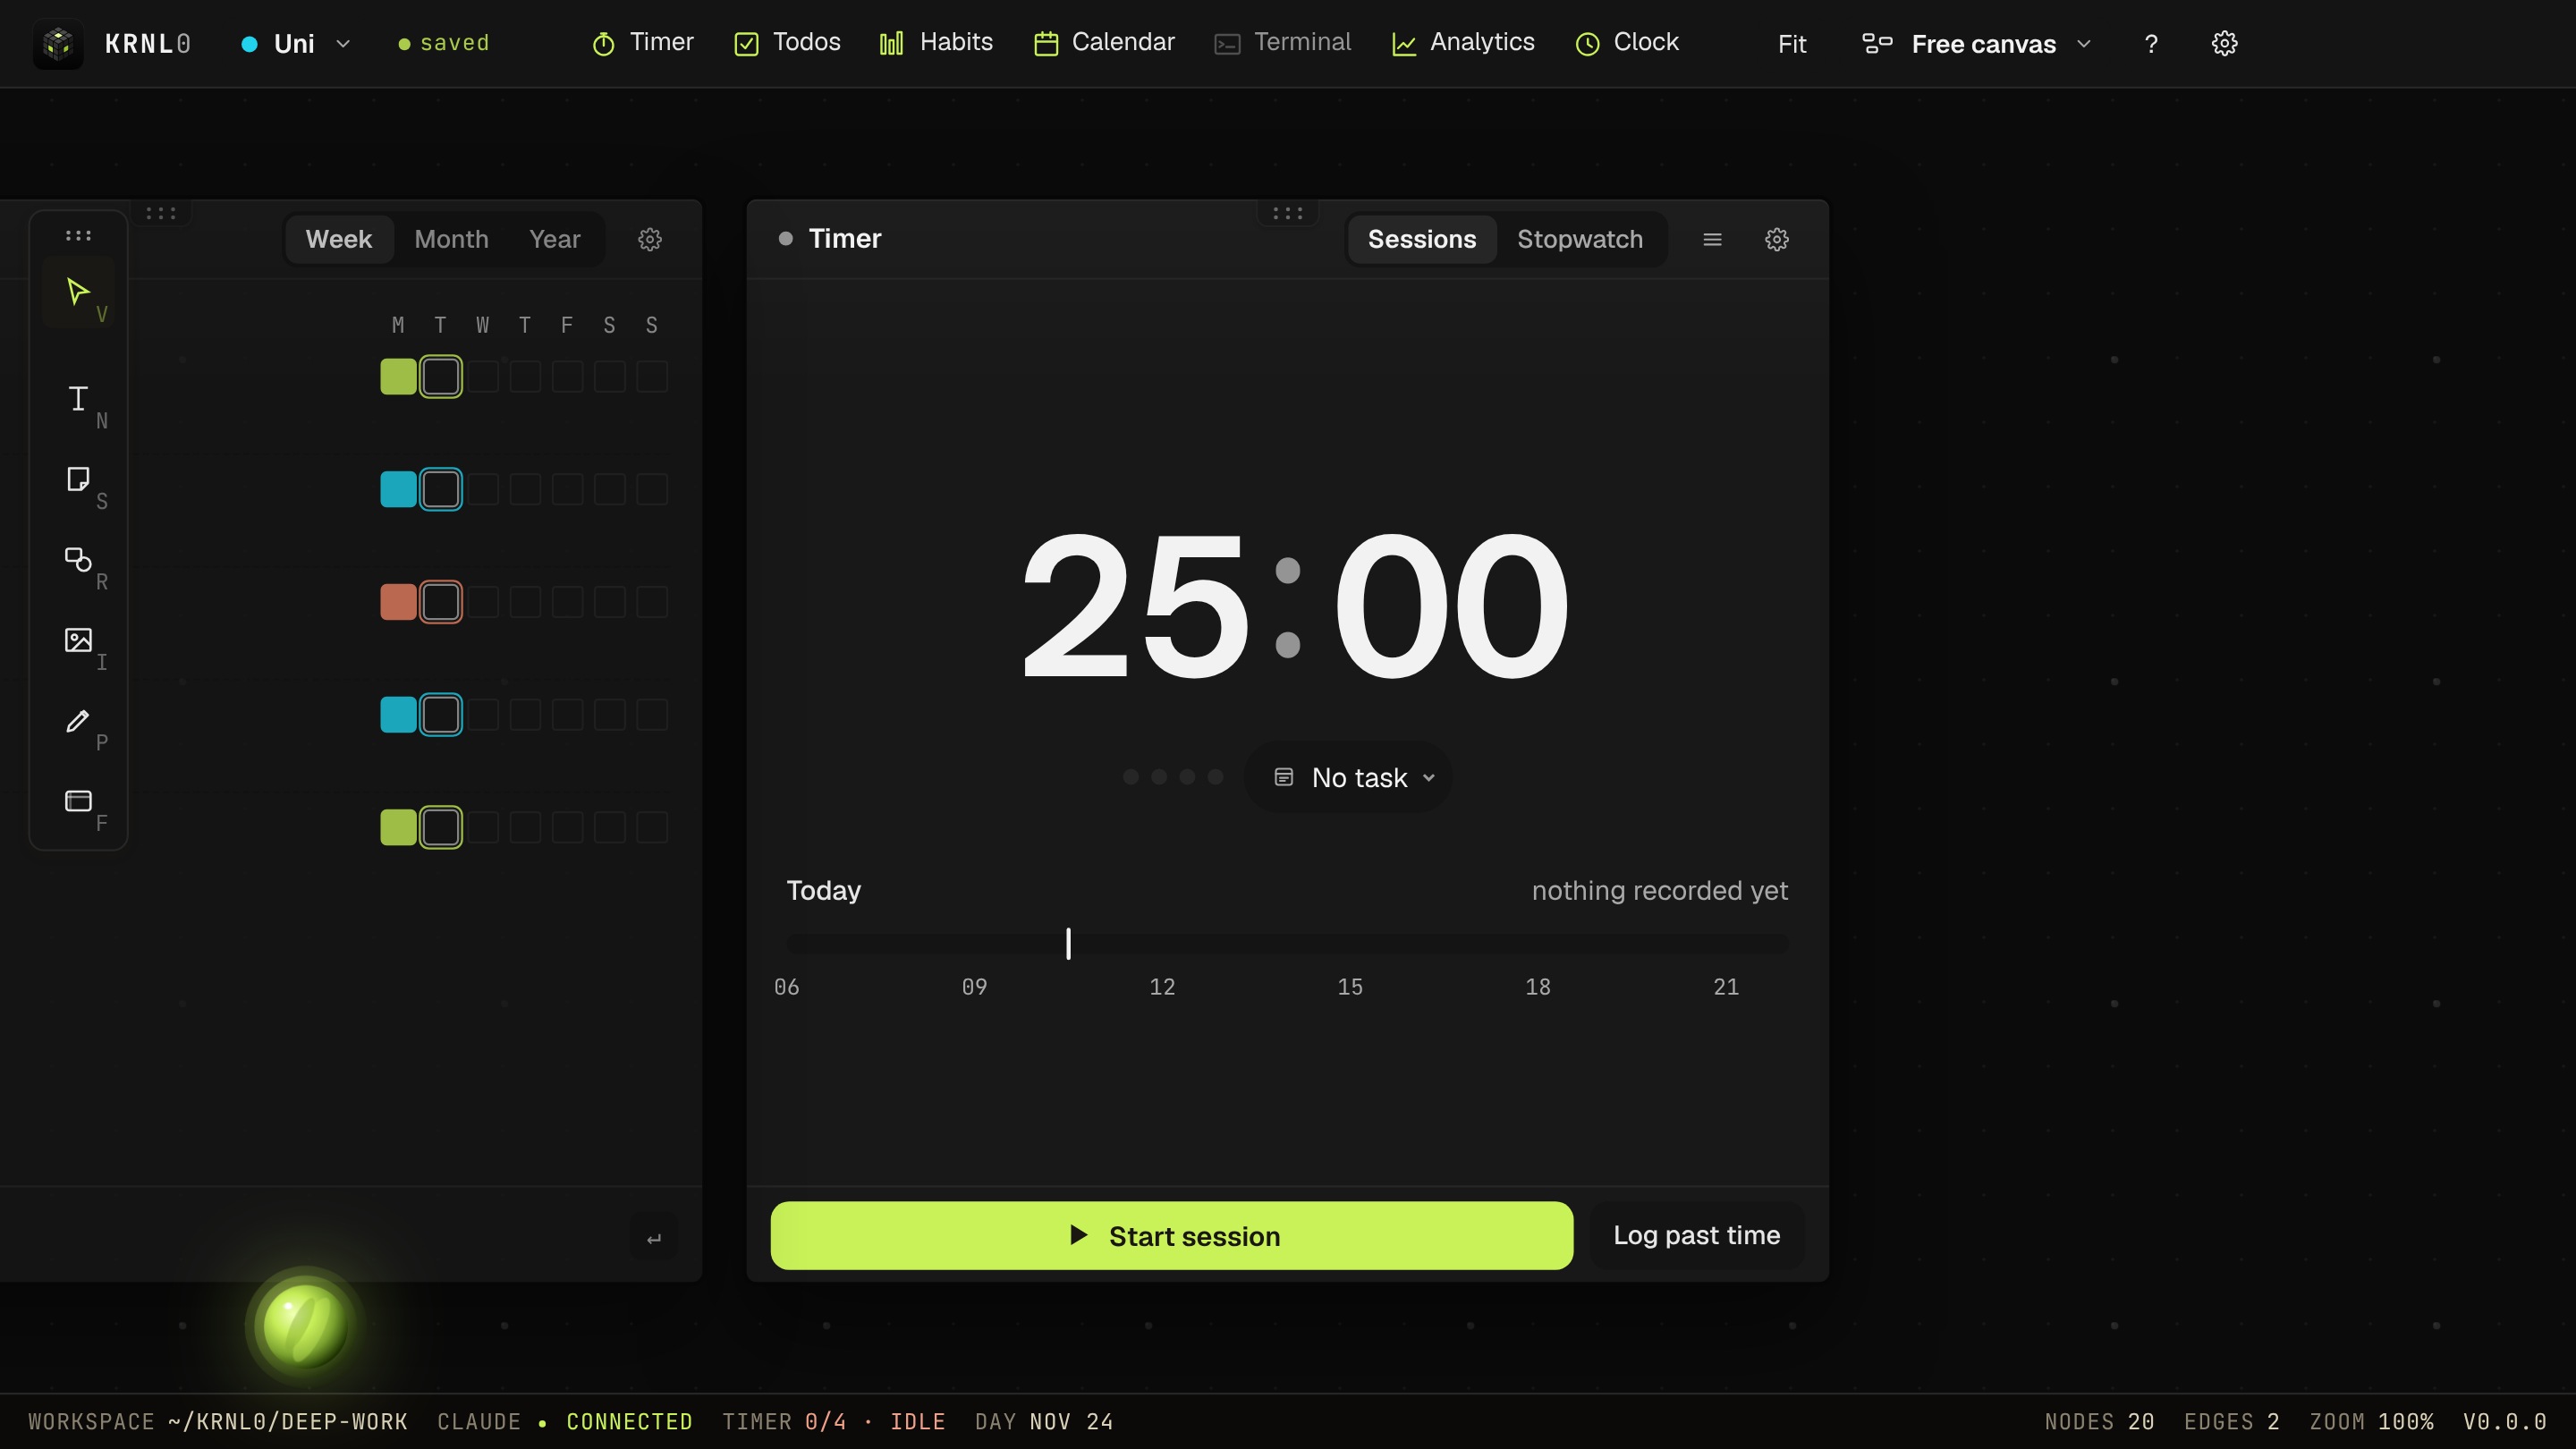 KRNL0 Uni saved Timer Todos Habits Calendar Terminal Analytics Clock Fit Free canvas ?
Week Month Year
V
N
S
R
I
P
F
M T W T F S S
Timer Sessions Stopwatch
25:00
No task
Today nothing recorded yet
06 09 12 15 18 21
Start session Log past time
WORKSPACE ~/KRNL0/DEEP-WORK CLAUDE • CONNECTED TIMER 0/4 · IDLE DAY NOV 24 NODES 20 EDGES 2 ZOOM 100% V0.0.0